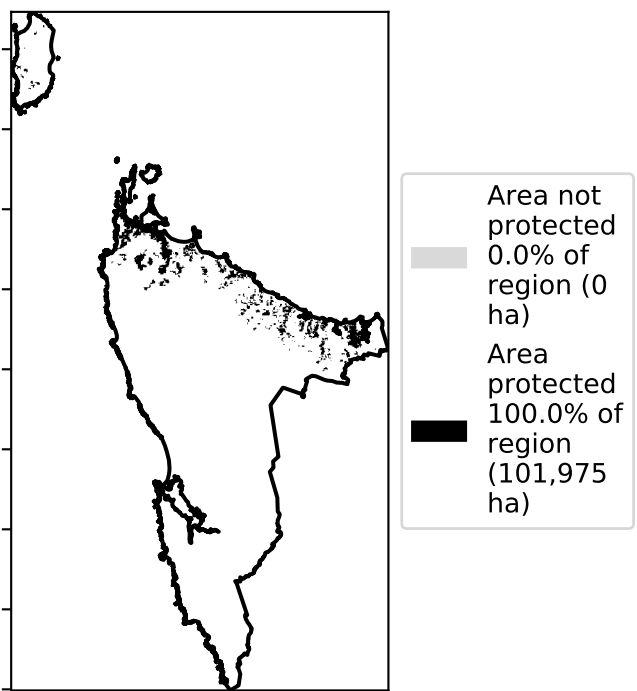 Area not
protected
0.0% of
region (0
ha)
Area
protected
100.0% of
region
(101,975
ha)